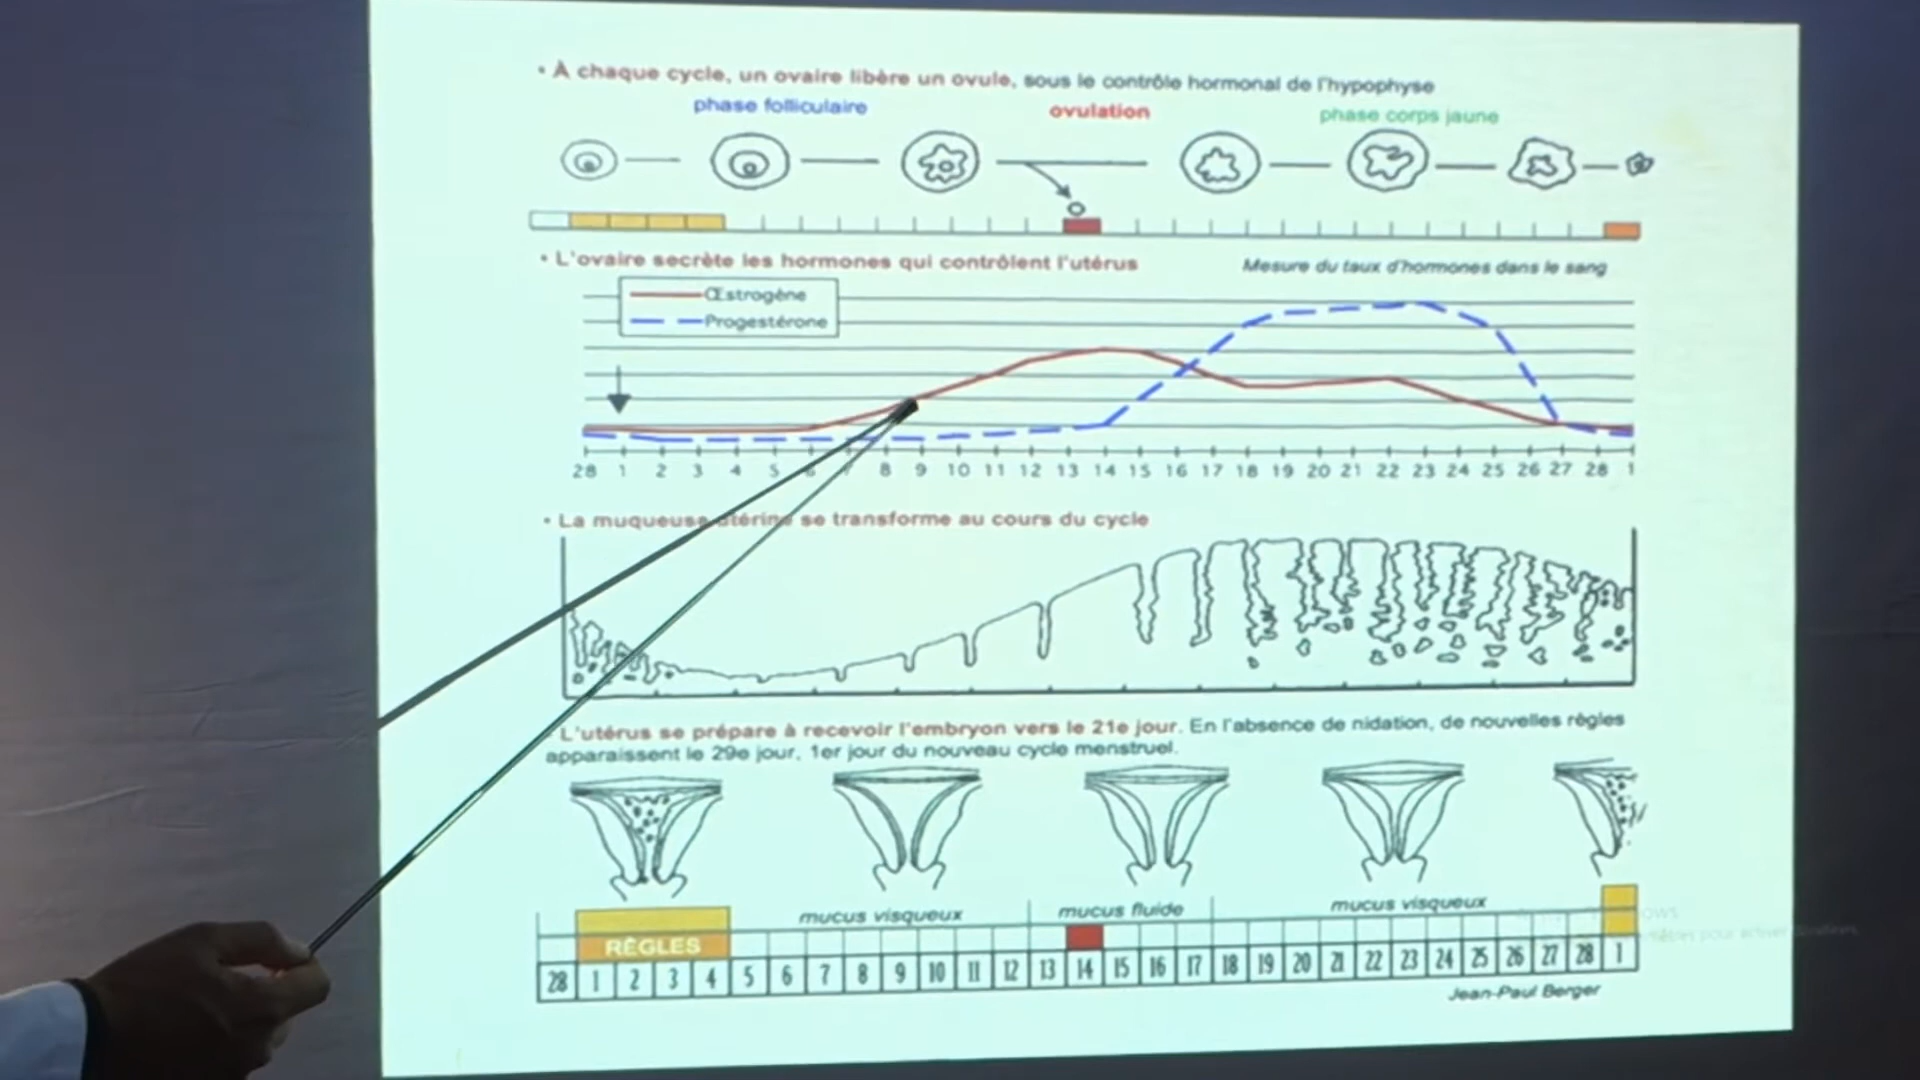 • À chaque cycle, un ovaire libère un ovule, sous le contrôle hormonal de l'hypophyse
phase folliculaire ovulation phase corps jaune
• L'ovaire secrète les hormones qui contrôlent l'utérus Mesure du taux d'hormones dans le sang
Œstrogène
Progestérone
28 1 2 3 4 5 6 7 8 9 10 11 12 13 14 15 16 17 18 19 20 21 22 23 24 25 26 27 28 1
• La muqueuse utérine se transforme au cours du cycle
L'utérus se prépare à recevoir l'embryon vers le 21e jour. En l'absence de nidation, de nouvelles règles
apparaissent le 29e jour, 1er jour du nouveau cycle menstruel.
mucus visqueux mucus fluide mucus visqueux
RÈGLES
28 1 2 3 4 5 6 7 8 9 10 11 12 13 14 15 16 17 18 19 20 21 22 23 24 25 26 27 28 1
Jean-Paul Berger